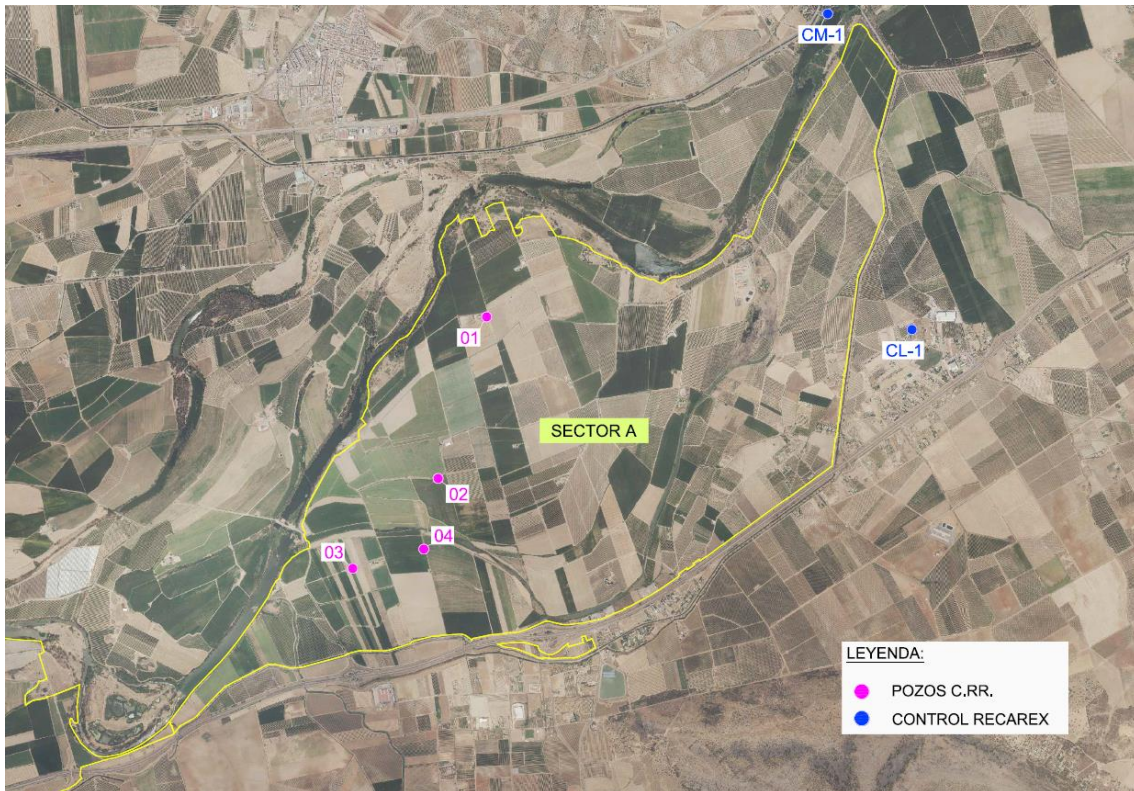 CM-1
01
CL-1
SECTOR A
02
04
03
LEYENDA:
POZOS C.RR.
CONTROL RECAREX